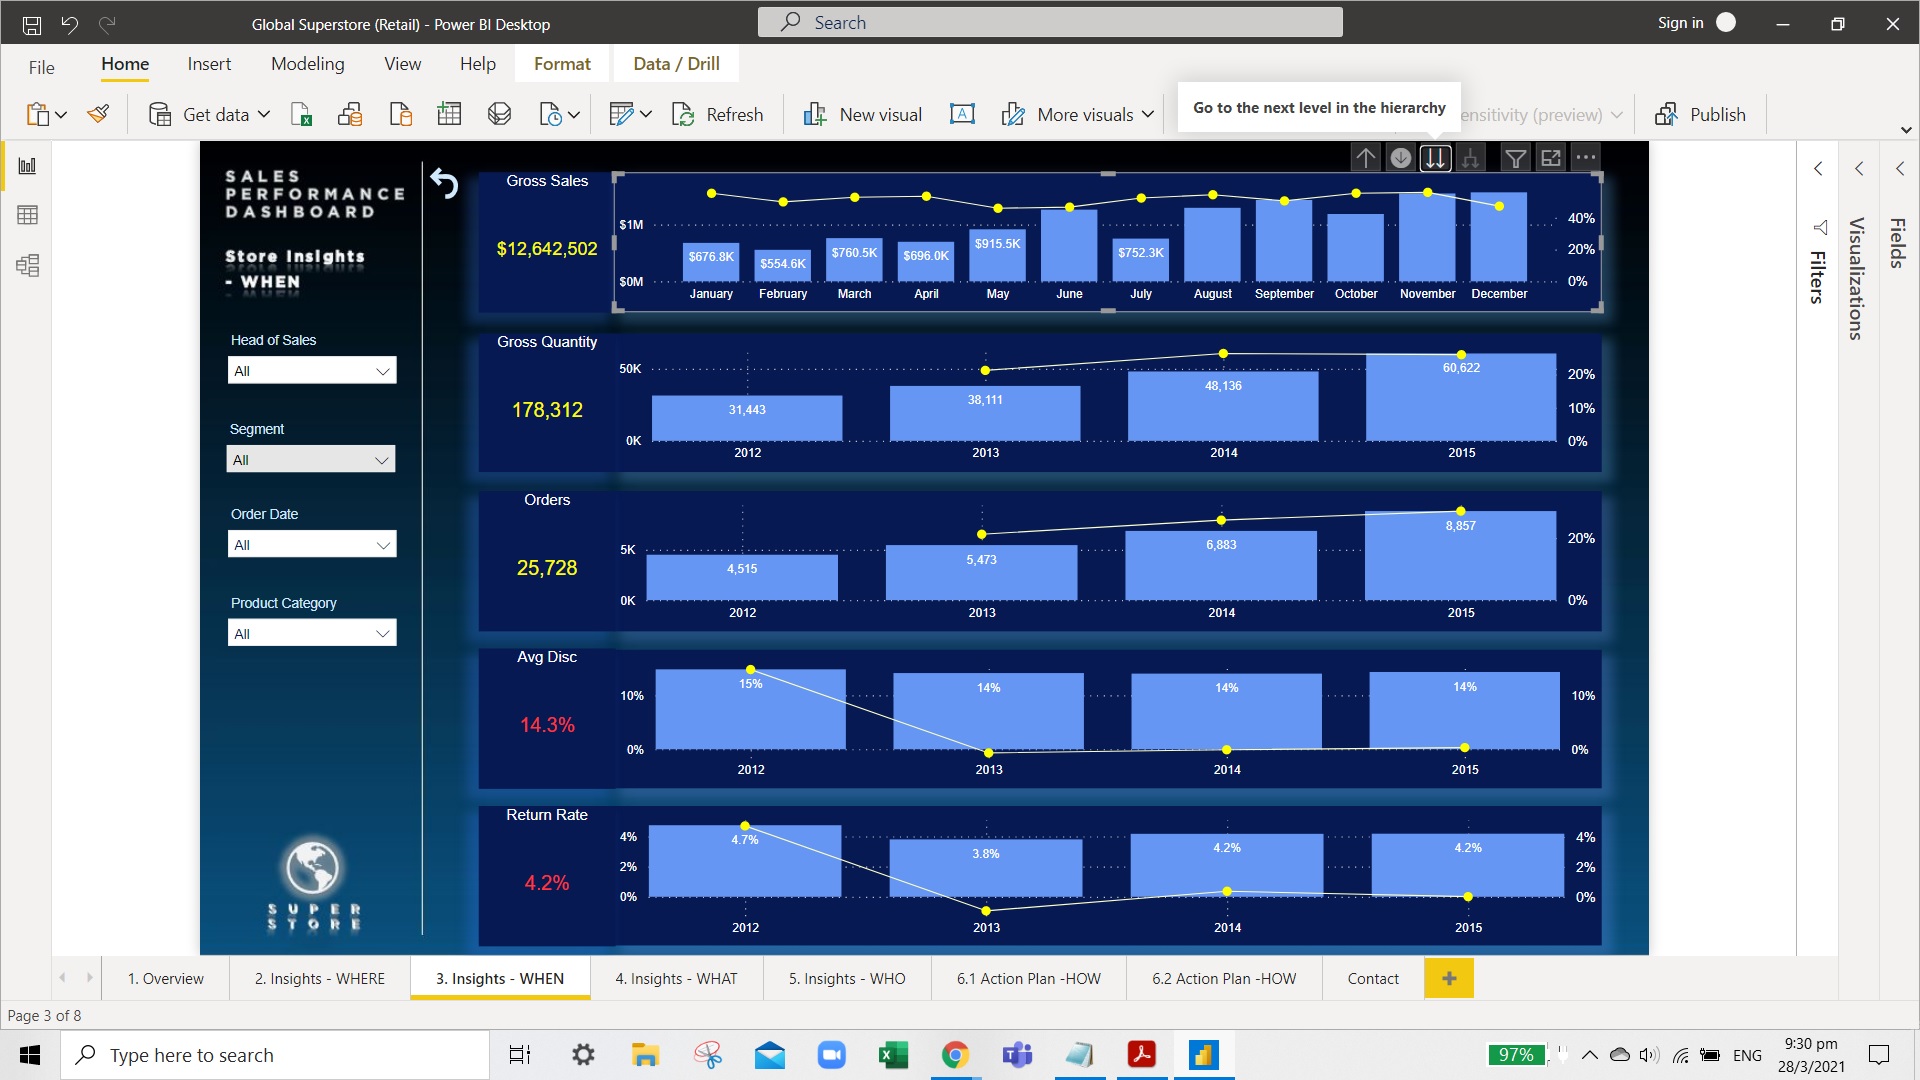 Global Superstore (Retail) - Power BI Desktop
Search
Sign in
File
Home
Insert
Modeling
View
Help
Format
Data / Drill
Get data
Refresh
New visual
More visuals
Go to the next level in the hierarchy
ensitivity (preview)
Publish
SALES
PERFORMANCE
DASHBOARD
Store Insights
- WHEN
Head of Sales
All
Segment
All
Order Date
All
Product Category
All
SUPER
STORE
Gross Sales
$12,642,502
$1M
$0M
$676.8K
$554.6K
$760.5K
$696.0K
$915.5K
$752.3K
40%
20%
0%
January February March April May June July August September October November December
Gross Quantity
178,312
50K
0K
31,443
38,111
48,136
60,622
20%
10%
0%
2012 2013 2014 2015
Orders
25,728
5K
0K
4,515
5,473
6,883
8,857
20%
0%
2012 2013 2014 2015
Avg Disc
14.3%
10%
0%
15%
14%
14%
14%
10%
0%
2012 2013 2014 2015
Return Rate
4.2%
4%
2%
0%
4.7%
3.8%
4.2%
4.2%
4%
2%
0%
2012 2013 2014 2015
Filters
Visualizations
Fields
1. Overview
2. Insights - WHERE
3. Insights - WHEN
4. Insights - WHAT
5. Insights - WHO
6.1 Action Plan -HOW
6.2 Action Plan -HOW
Contact
Page 3 of 8
Type here to search
97%
ENG
9:30 pm
28/3/2021